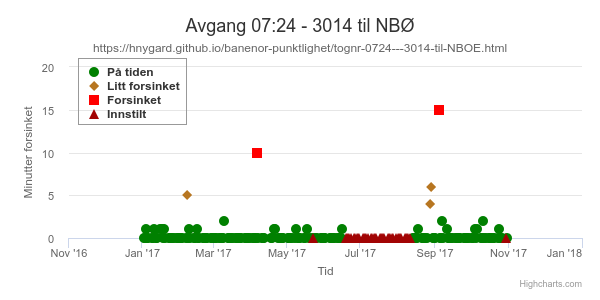 Avgang 07:24 - 3014 til NBØ
https://hnygard.github.io/banenor-punktlighet/tognr-0724---3014-til-NBOE.html
På tiden
Litt forsinket
Forsinket
Innstilt
Minutter forsinket
20
15
10
5
0
Nov '16
Jan '17
Mar '17
May '17
Jul '17
Sep '17
Nov '17
Jan '18
Tid
Highcharts.com